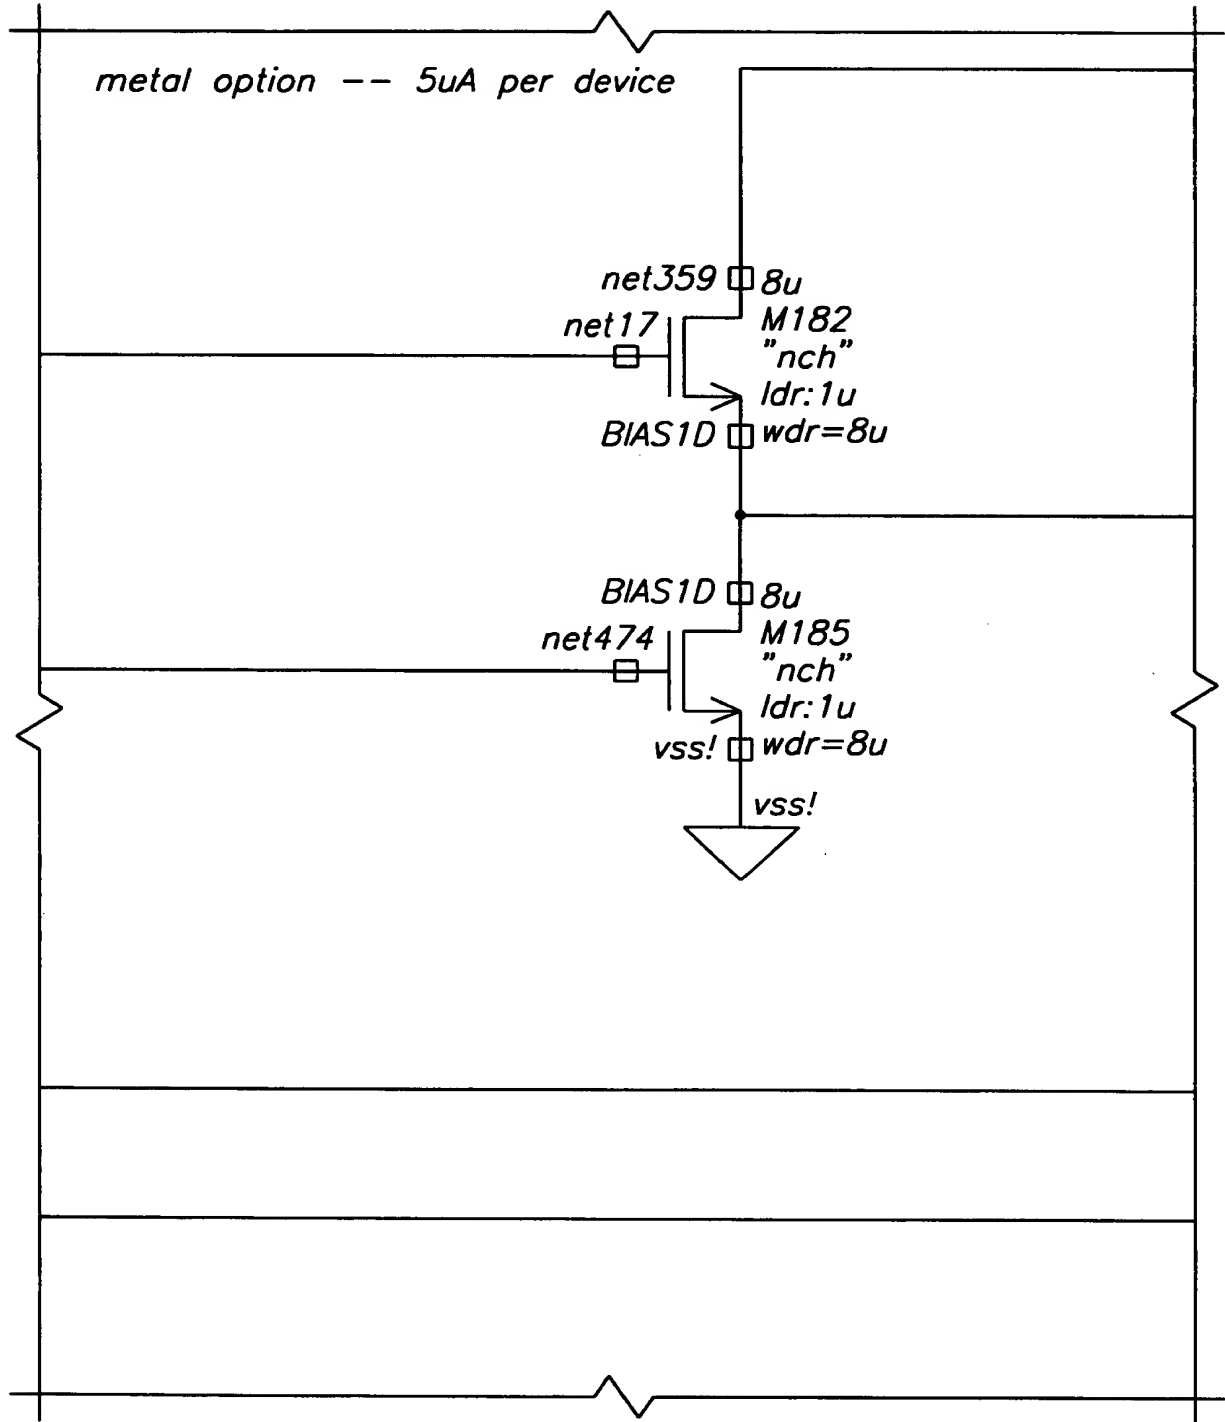 metal option -- 5uA per device
net359 8u
net17 M182
"nch"
ldr:1u
BIAS1D wdr=8u
BIAS1D 8u
net474 M185
"nch"
ldr:1u
vss! wdr=8u
vss!